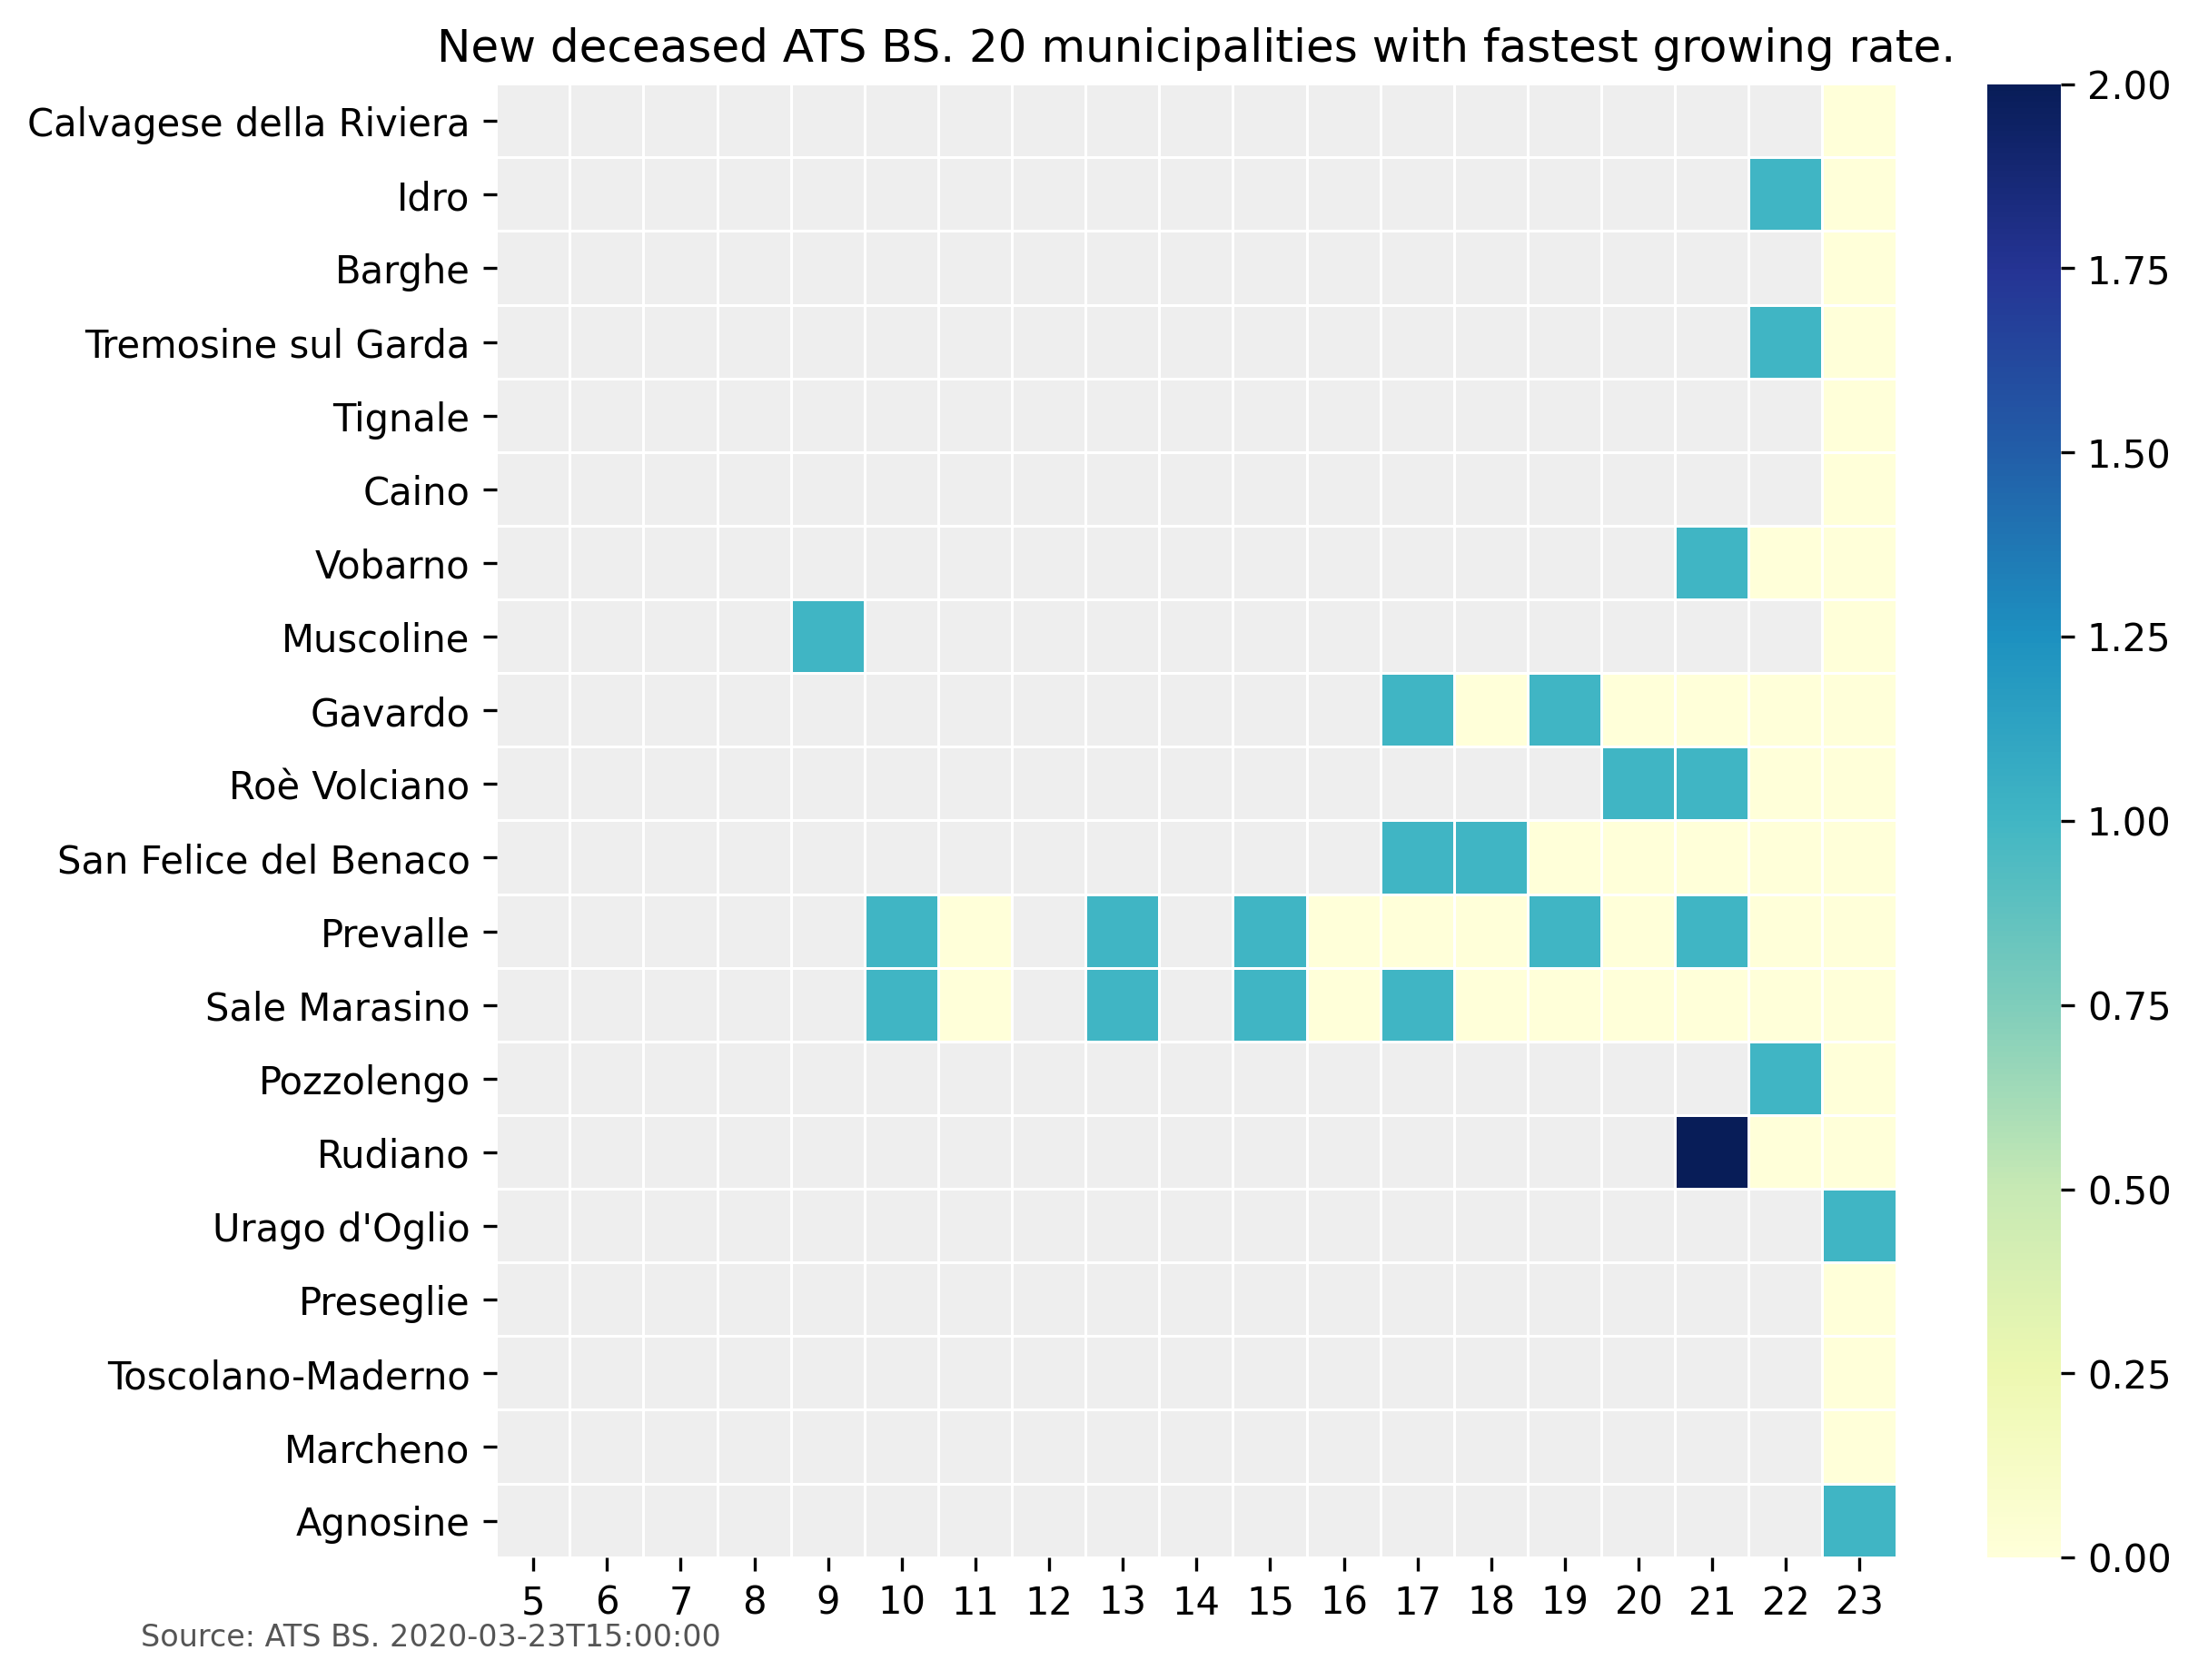 New deceased ATS BS. 20 municipalities with fastest growing rate.
Calvagese della Riviera
Idro
Barghe
Tremosine sul Garda
Tignale
Caino
Vobarno
Muscoline
Gavardo
Roè Volciano
San Felice del Benaco
Prevalle
Sale Marasino
Pozzolengo
Rudiano
Urago d'Oglio
Preseglie
Toscolano-Maderno
Marcheno
Agnosine
5 6 7 8 9 10 11 12 13 14 15 16 17 18 19 20 21 22 23
2.00
1.75
1.50
1.25
1.00
0.75
0.50
0.25
0.00
Source: ATS BS. 2020-03-23T15:00:00